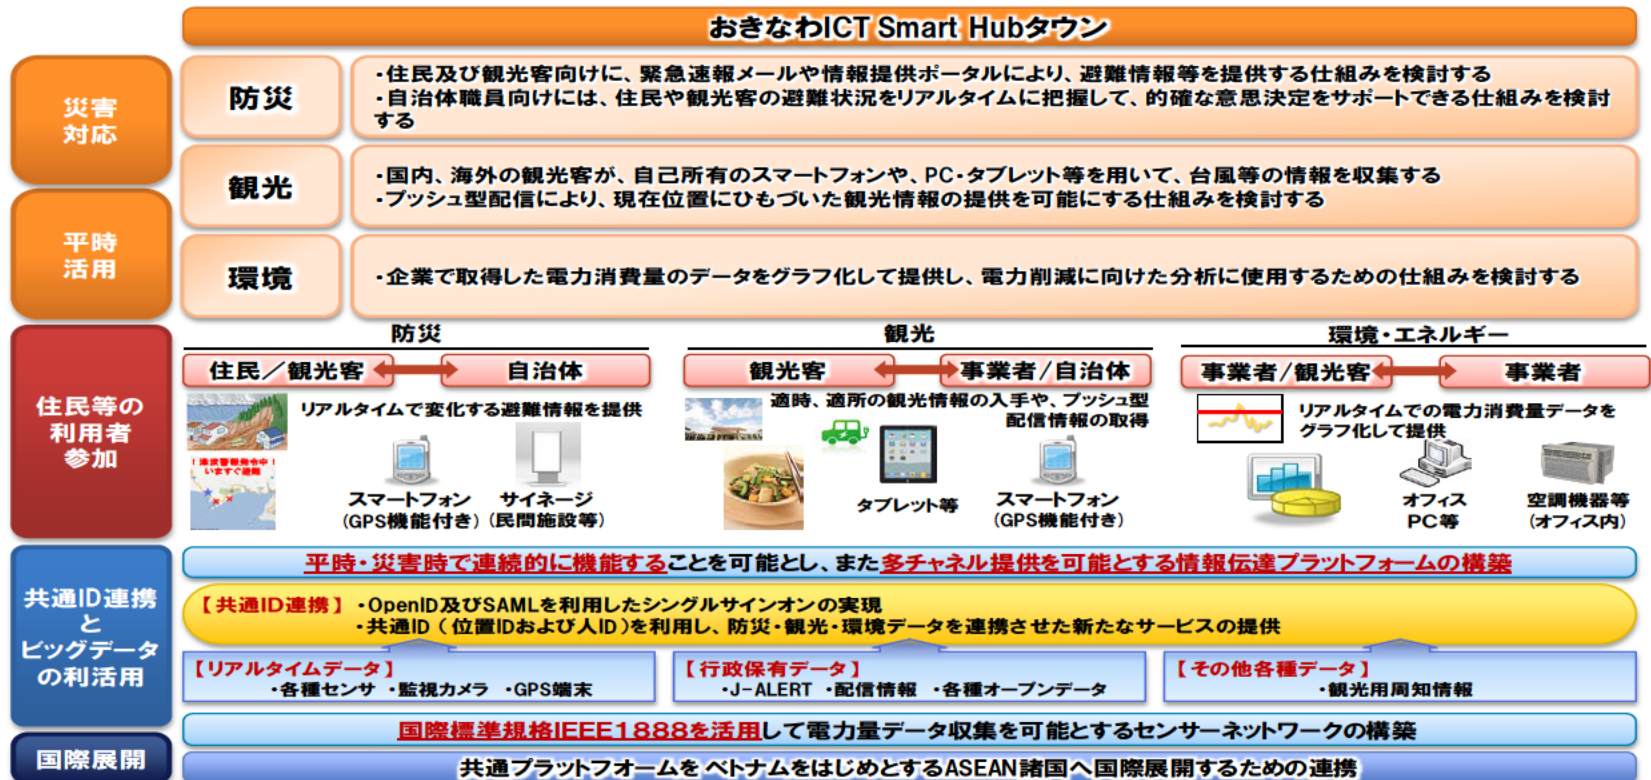 おきなわICT Smart Hubタウン
災害
対応
防災
・住民及び観光客向けに、緊急速報メールや情報提供ポータルにより、避難情報等を提供する仕組みを検討する
・自治体職員向けには、住民や観光客の避難状況をリアルタイムに把握して、的確な意思決定をサポートできる仕組みを検討
する
平時
活用
観光
・国内、海外の観光客が、自己所有のスマートフォンや、PC・タブレット等を用いて、台風等の情報を収集する
・プッシュ型配信により、現在位置にひもづいた観光情報の提供を可能にする仕組みを検討する
環境
・企業で取得した電力消費量のデータをグラフ化して提供し、電力削減に向けた分析に使用するための仕組みを検討する
住民等の
利用者
参加
防災
住民／観光客
自治体
リアルタイムで変化する避難情報を提供
！津波警報発令中！
いますぐ避難
スマートフォン
(GPS機能付き)
サイネージ
(民間施設等)
観光
観光客
事業者/自治体
適時、適所の観光情報の入手や、プッシュ型
配信情報の取得
タブレット等
スマートフォン
(GPS機能付き)
環境・エネルギー
事業者/観光客
事業者
リアルタイムでの電力消費量データを
グラフ化して提供
オフィス
PC等
空調機器等
(オフィス内)
共通ID連携
と
ビッグデータ
の利活用
平時・災害時で連続的に機能することを可能とし、また多チャネル提供を可能とする情報伝達プラットフォームの構築
【共通ID連携】・OpenID及びSAMLを利用したシングルサインオンの実現
・共通ID（位置IDおよび人ID）を利用し、防災・観光・環境データを連携させた新たなサービスの提供
【リアルタイムデータ】
・各種センサ ・監視カメラ ・GPS端末
【行政保有データ】
・J-ALERT ・配信情報 ・各種オープンデータ
【その他各種データ】
・観光用周知情報
国際標準規格IEEE1888を活用して電力量データ収集を可能とするセンサーネットワークの構築
国際展開
共通プラットフォームをベトナムをはじめとするASEAN諸国へ国際展開するための連携